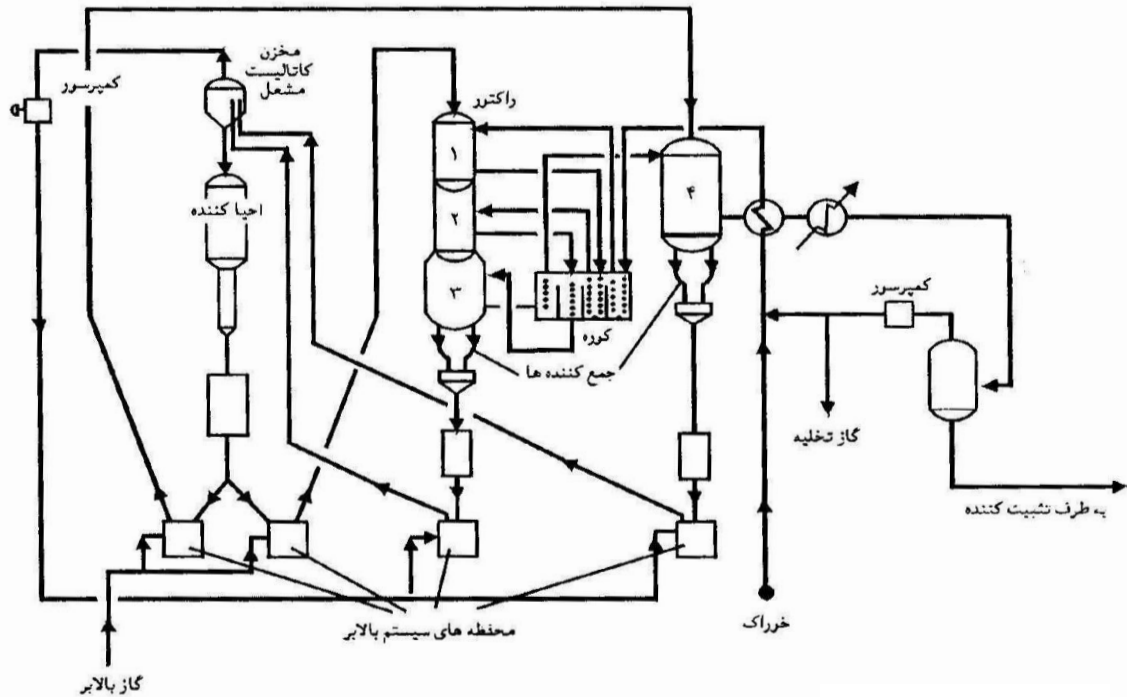 مخزن
کاتالیست
مشعل
کمپرسور
راکتور
۱
۴
احیا کننده
۲
۳
کمپرسور
کوره
جمع کننده ها
گاز تخلیه
به طرف تثبیت کننده
محفظه های سیستم بالابر
خوراک
گاز بالابر